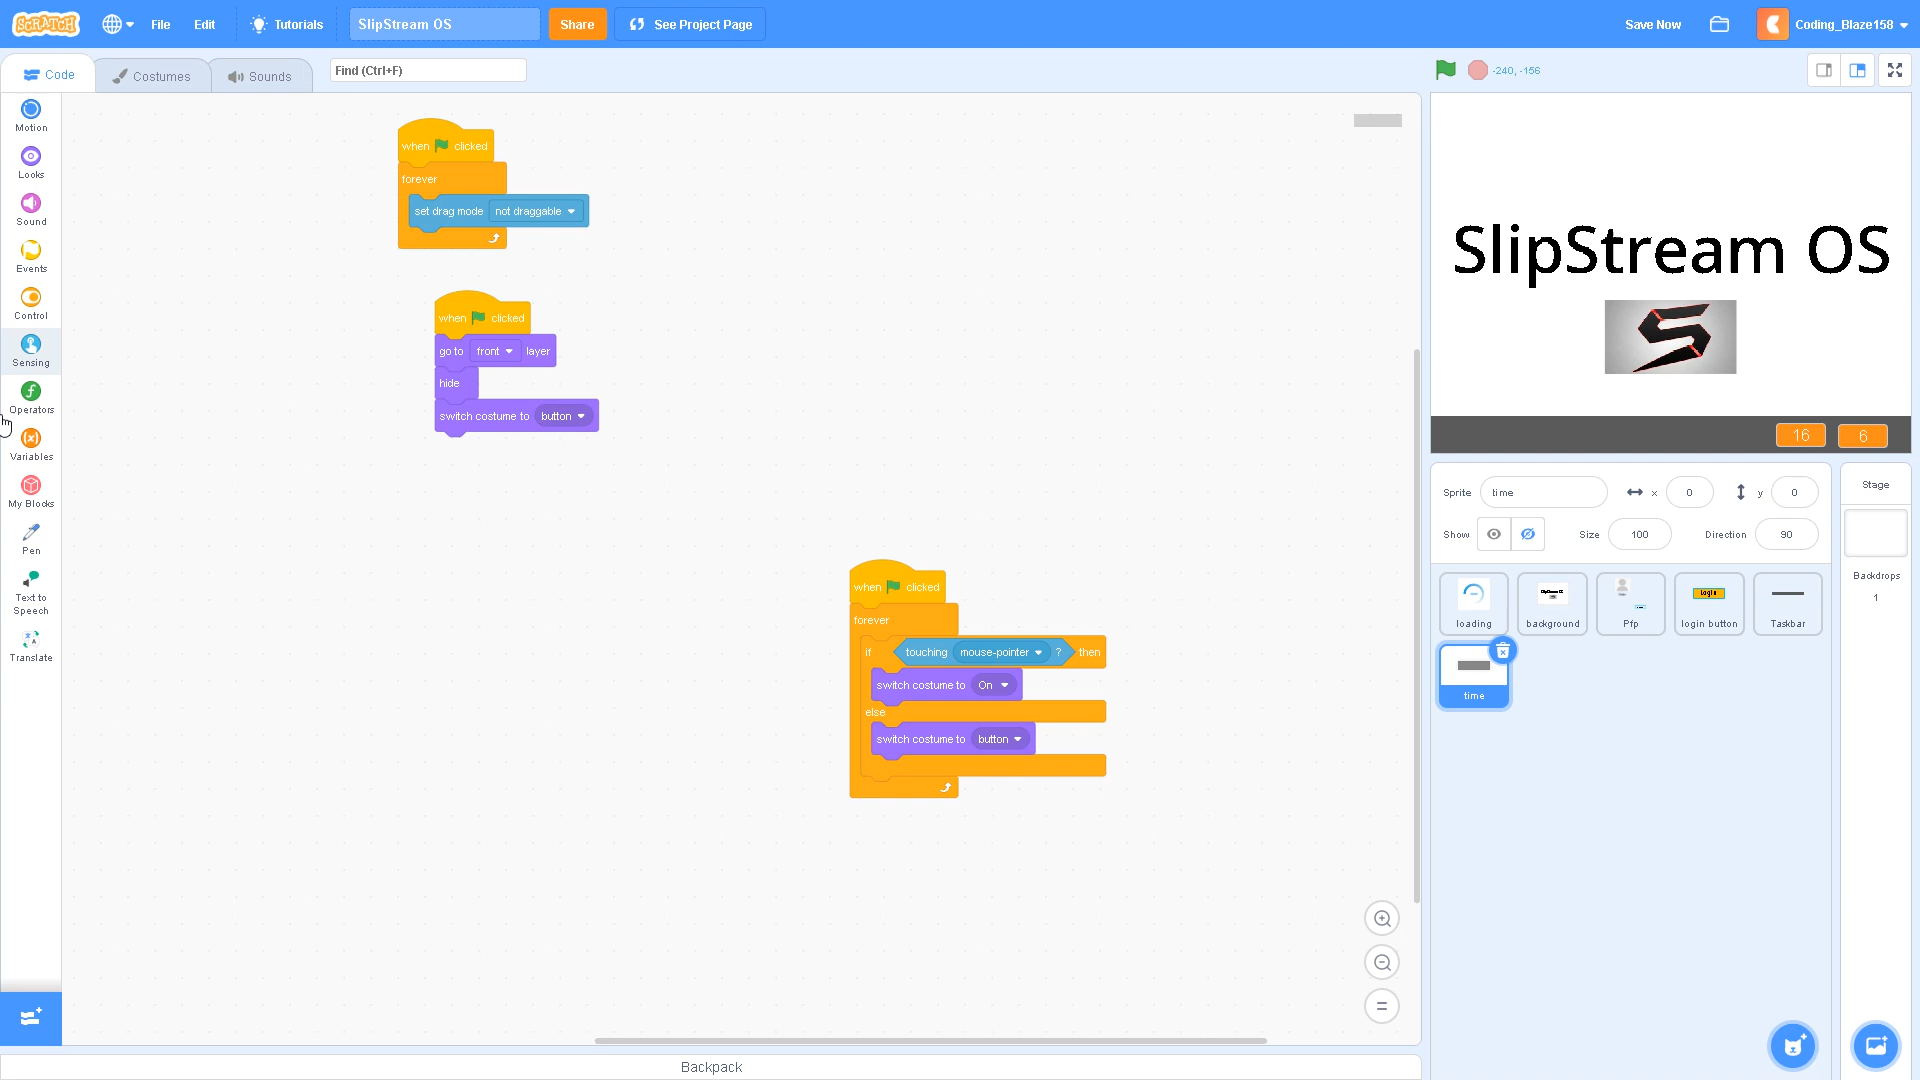 SCRATCH
File
Edit
Tutorials
SlipStream OS
Share
See Project Page
Save Now
Coding_Blaze158
Code
Costumes
Sounds
Find (Ctrl+F)
-240, -156
Motion
Looks
Sound
Events
Control
Sensing
Operators
Variables
My Blocks
Pen
Text to
Speech
Translate
when clicked
forever
set drag mode not draggable
when clicked
go to front layer
hide
switch costume to button
when clicked
forever
if touching mouse-pointer ? then
switch costume to On
else
switch costume to button
SlipStream OS
S
16
6
Sprite time x 0 y 0
Show Size 100 Direction 90
Stage
Backdrops
1
SlipStream OS
Login
loading
background
Pfp
login button
Taskbar
time
Backpack